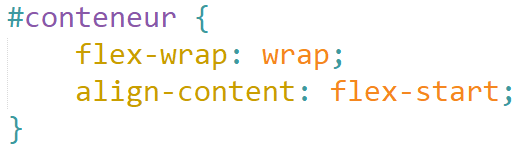 #conteneur {
    flex-wrap: wrap;
    align-content: flex-start;
}